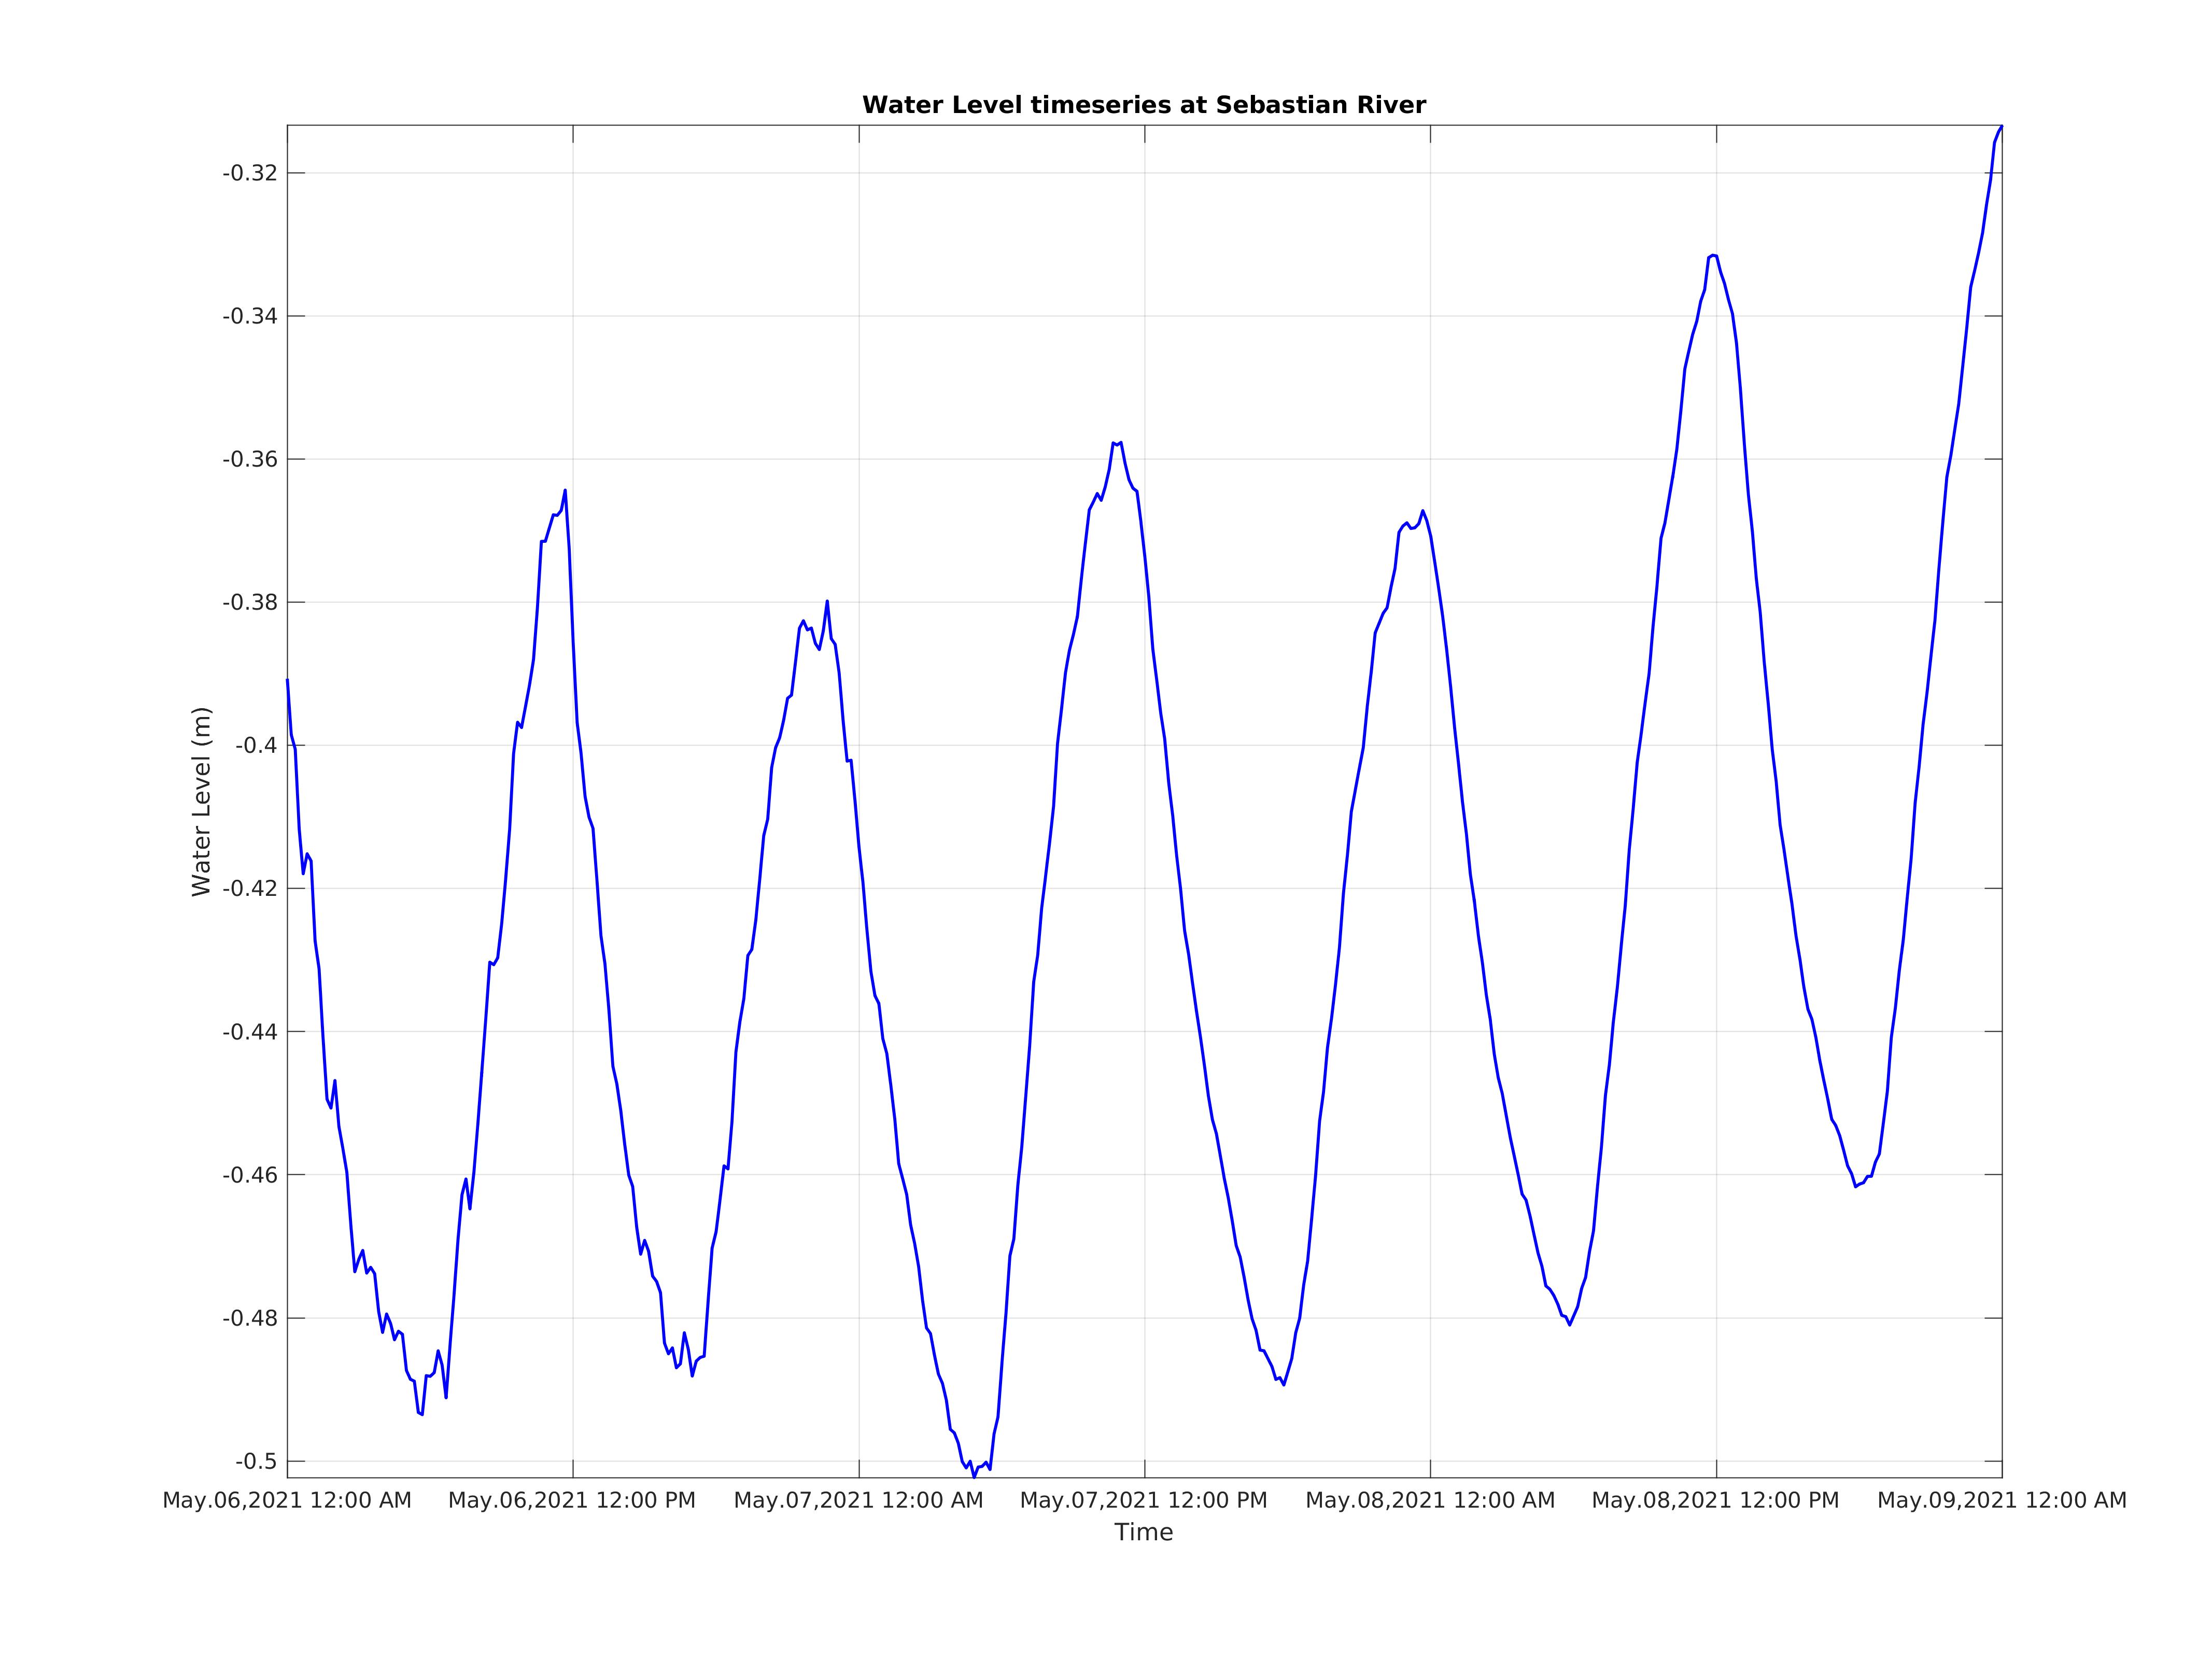 Water Level timeseries at Sebastian River
-0.32
-0.34
-0.36
-0.38
-0.4
-0.42
-0.44
-0.46
-0.48
-0.5
Water Level (m)
May.06,2021 12:00 AM May.06,2021 12:00 PM May.07,2021 12:00 AM May.07,2021 12:00 PM May.08,2021 12:00 AM May.08,2021 12:00 PM May.09,2021 12:00 AM
Time